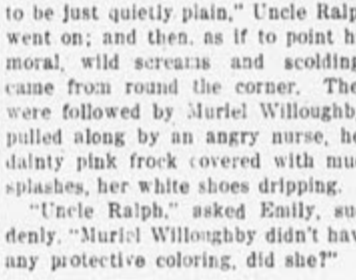 to be just quietly plain," Uncle Ralp
went on; and then, as if to point h
moral, wild screams and scolding
came from round the corner. The
were followed by Muriel Willoughb
pulled along by an angry nurse, he
dainty pink frock covered with mu
splashes, her white shoes dripping.
"Uncle Ralph," asked Emily, su
denly, "Muriel Willoughby didn't hav
any protective coloring, did she?"